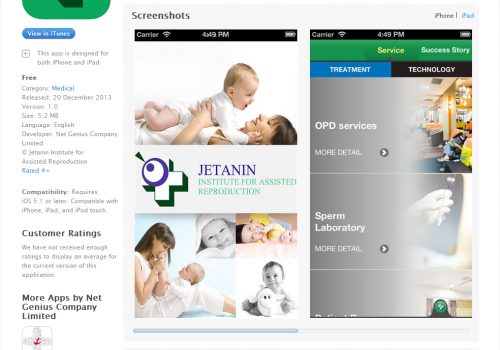 View in iTunes
This app is designed for
both iPhone and iPad
Free
Category: Medical
Released: 20 December 2013
Version: 1.0
Size: 5.2 MB
Language: English
Developer: Net Genius Company
Limited
© Jetanin Institute for
Assisted Reproduction
Rated 4+
Compatibility: Requires
iOS 5.1 or later. Compatible with
iPhone, iPad, and iPod touch.
Customer Ratings
We have not received enough
ratings to display an average for
the current version of this
application.
More Apps by Net
Genius Company
Limited
Screenshots
iPhone | iPad
Carrier 5:49 PM
JETANIN
INSTITUTE FOR ASSISTED
REPRODUCTION
Carrier 4:49 PM
Service Success Story
TREATMENT TECHNOLOGY
OPD services
MORE DETAIL
Sperm
Laboratory
MORE DETAIL